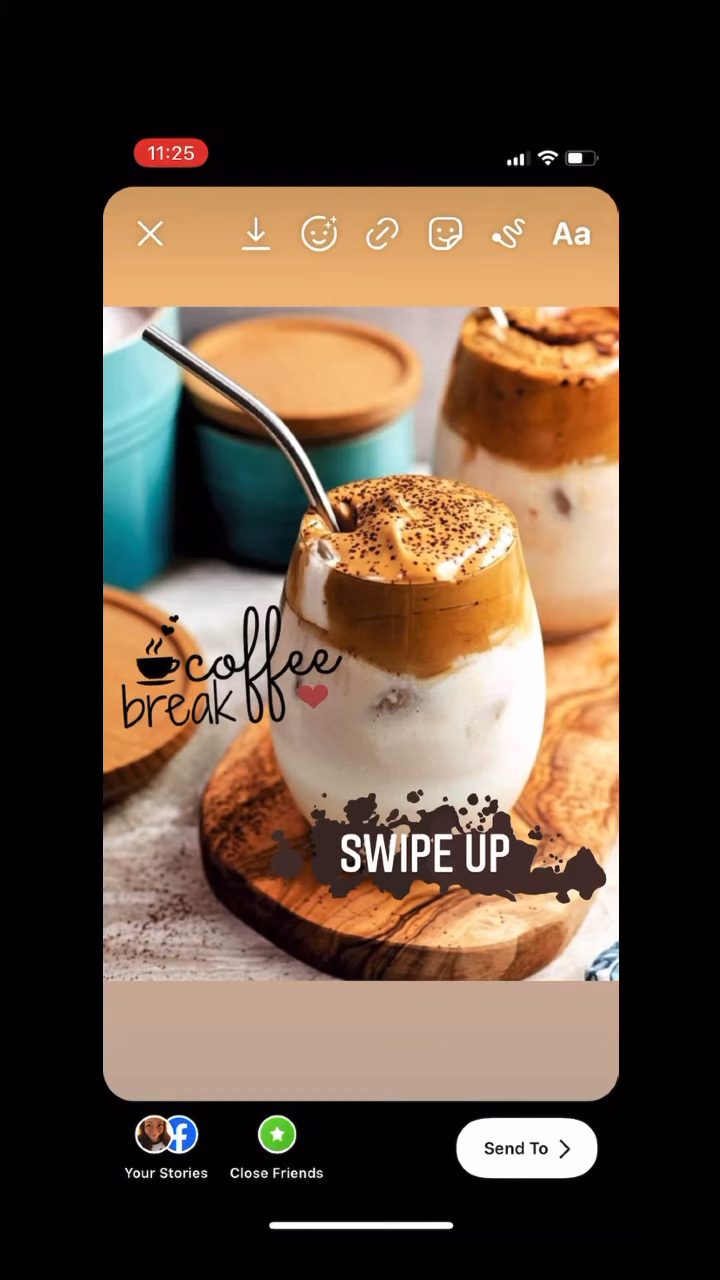 11:25
Aa
coffee
break
SWIPE UP
Your Stories
Close Friends
Send To